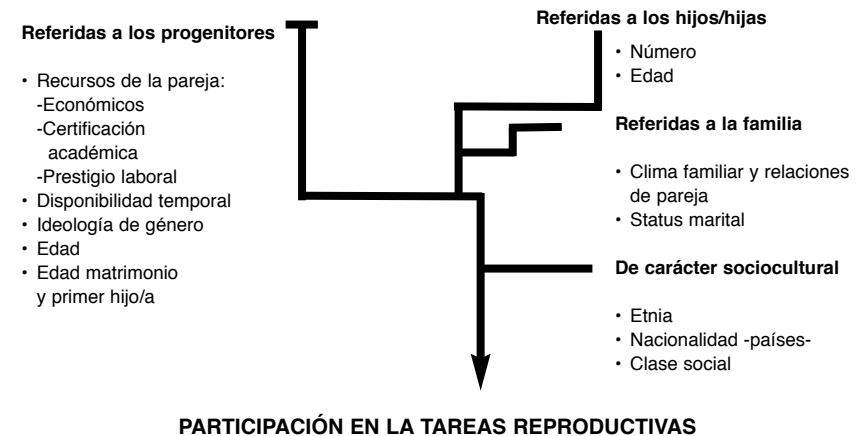 Referidas a los progenitores
• Recursos de la pareja:
-Económicos
-Certificación
académica
-Prestigio laboral
• Disponibilidad temporal
• Ideología de género
• Edad
• Edad matrimonio
y primer hijo/a
Referidas a los hijos/hijas
• Número
• Edad
Referidas a la familia
• Clima familiar y relaciones
de pareja
• Status marital
De carácter sociocultural
• Etnia
• Nacionalidad -países-
• Clase social
PARTICIPACIÓN EN LA TAREAS REPRODUCTIVAS